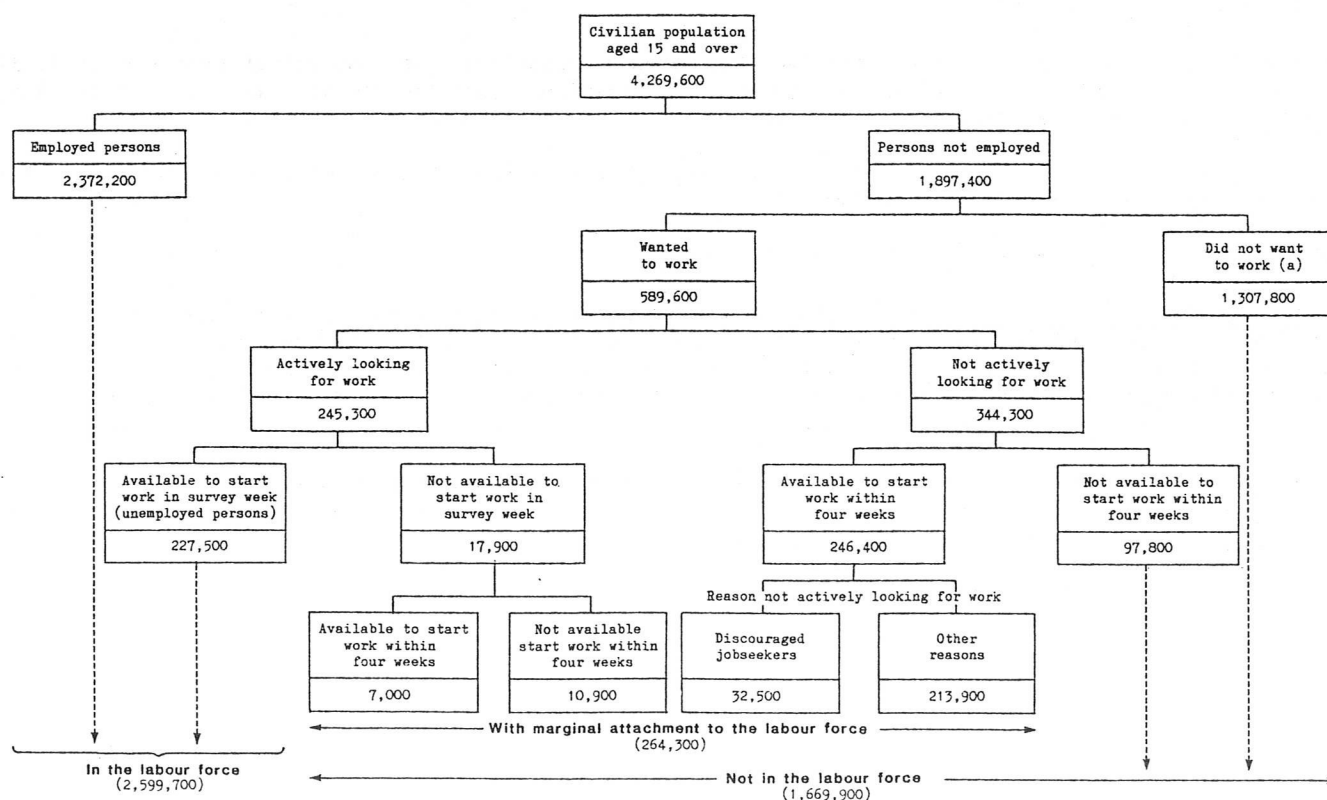 Civilian population
aged 15 and over
4,269,600
Employed persons
2,372,200
Persons not employed
1,897,400
Wanted
to work
589,600
Did not want
to work (a)
1,307,800
Actively looking
for work
245,300
Not actively
looking for work
344,300
Available to start
work in survey week
(unemployed persons)
227,500
Not available to
start work in
survey week
17,900
Available to start
work within
four weeks
246,400
Not available to
start work within
four weeks
97,800
Reason not actively looking for work
Available to start
work within
four weeks
7,000
Not available
start work within
four weeks
10,900
Discouraged
jobseekers
32,500
Other
reasons
213,900
With marginal attachment to the labour force
(264,300)
In the labour force
(2,599,700)
Not in the labour force
(1,669,900)